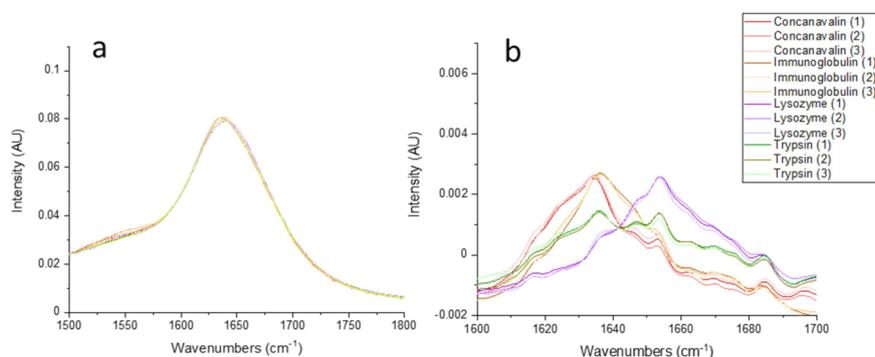 a
Intensity (AU)
0.1
0.08
0.06
0.04
0.02
0
1500
1550
1600
1650
1700
1750
1800
Wavenumbers (cm-1)
b
Intensity (AU)
0.006
0.004
0.002
0
-0.002
1600
1620
1640
1660
1680
1700
Wavenumbers (cm-1)
Concanavalin (1)
Concanavalin (2)
Concanavalin (3)
Immunoglobulin (1)
Immunoglobulin (2)
Immunoglobulin (3)
Lysozyme (1)
Lysozyme (2)
Lysozyme (3)
Trypsin (1)
Trypsin (2)
Trypsin (3)